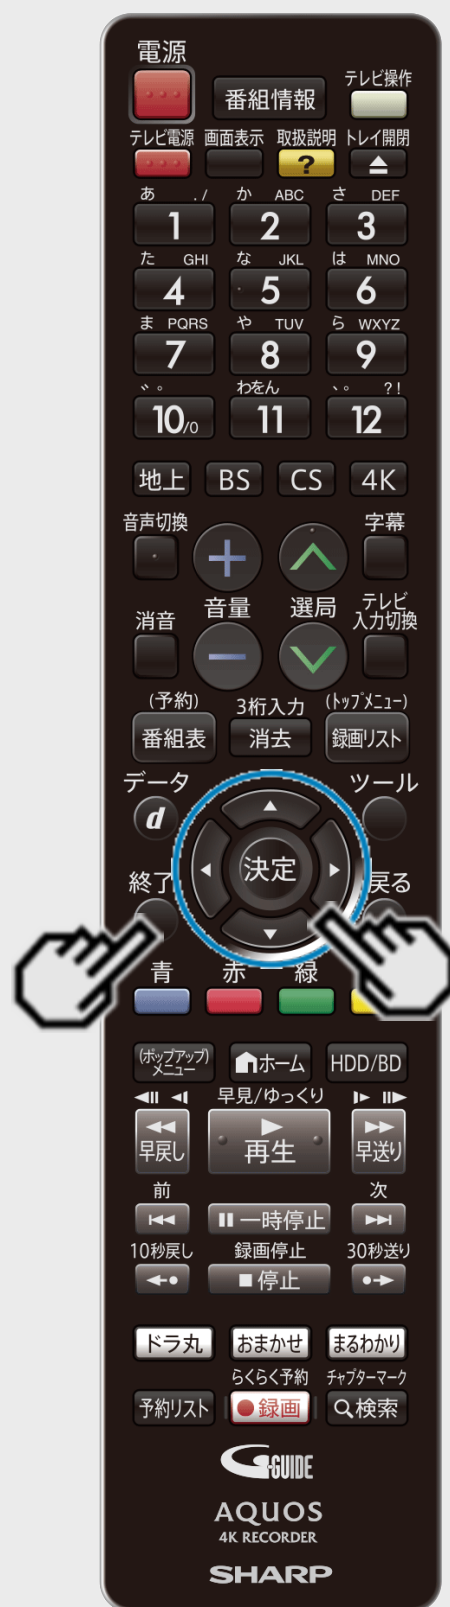 電源
番組情報
テレビ操作
テレビ電源 画面表示 取扱説明 トレイ開閉
?
あ ./ か ABC さ DEF
1 2 3
た GHI な JKL は MNO
4 5 6
ま PQRS や TUV ら WXYZ
7 8 9
゛゜ わをん 、。 ?!
10/0 11 12
地上 BS CS 4K
音声切換 字幕
+
消音 音量 選局 テレビ
入力切換
−
(予約) 3桁入力 (トップメニュー)
番組表 消去 録画リスト
データ ツール
d
決定
終了 戻る
青 赤 緑
(ポップアップ)
メニュー
ホーム HDD/BD
早見/ゆっくり
早戻し 再生 早送り
前 次
一時停止
10秒戻し 録画停止 30秒送り
停止
ドラ丸 おまかせ まるわかり
らくらく予約 チャプターマーク
予約リスト 録画 検索
G-GUIDE
AQUOS
4K RECORDER
SHARP